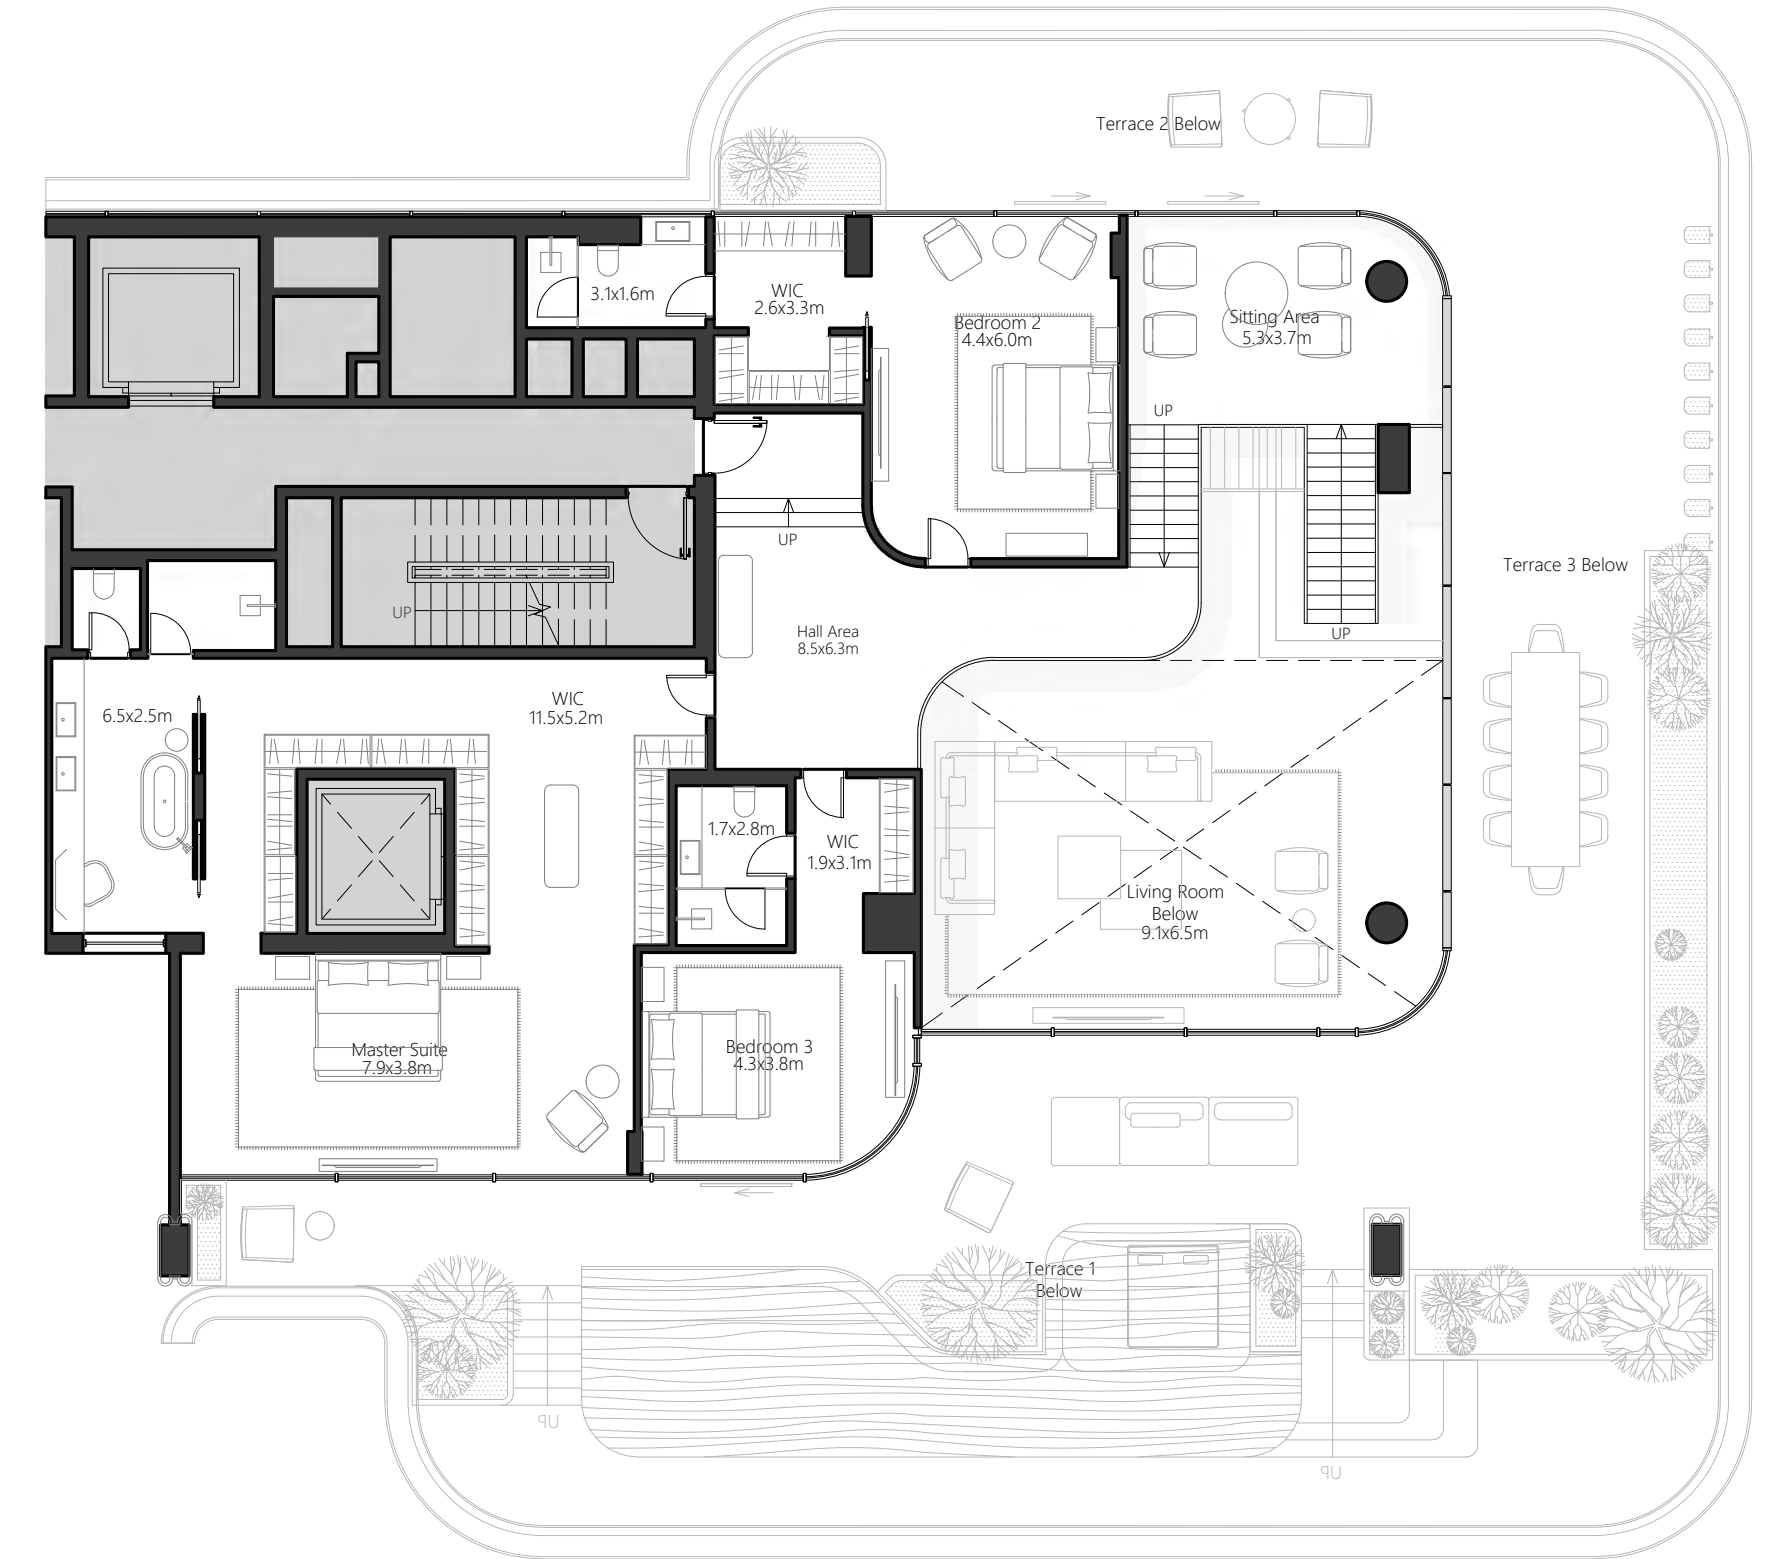 Terrace 2 Below
3.1x1.6m
WIC
2.6x3.3m
Bedroom 2
4.4x6.0m
Sitting Area
5.3x3.7m
UP
UP
UP
UP
Terrace 3 Below
Hall Area
8.5x6.3m
6.5x2.5m
WIC
11.5x5.2m
1.7x2.8m
WIC
1.9x3.1m
Living Room
Below
9.1x6.5m
Master Suite
7.9x3.8m
Bedroom 3
4.3x3.8m
Terrace 1
Below
UP
UP